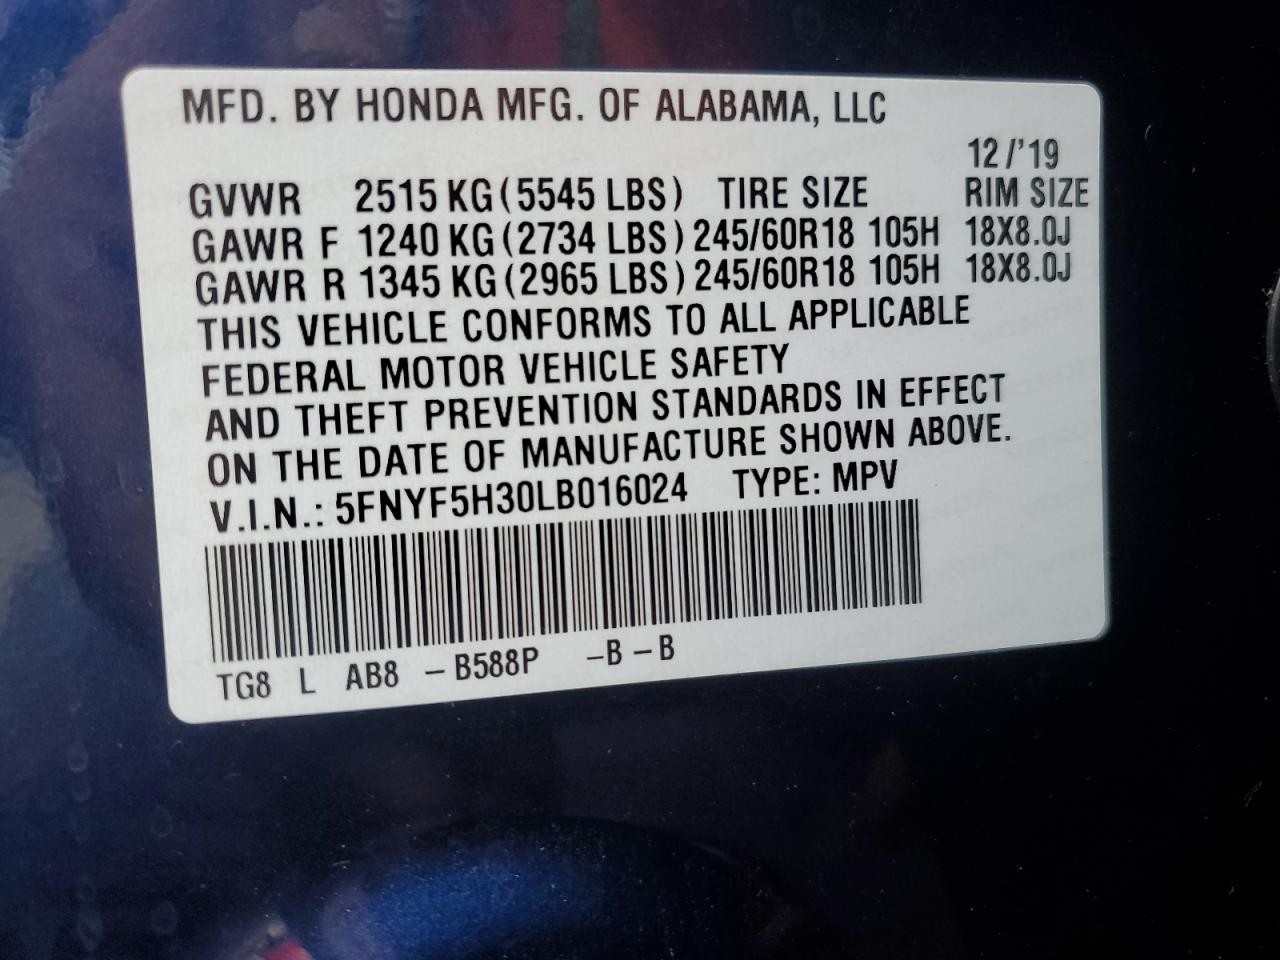 MFD. BY HONDA MFG. OF ALABAMA, LLC
12/'19
GVWR 2515 KG (5545 LBS) TIRE SIZE RIM SIZE
GAWR F 1240 KG (2734 LBS) 245/60R18 105H 18X8.0J
GAWR R 1345 KG (2965 LBS) 245/60R18 105H 18X8.0J
THIS VEHICLE CONFORMS TO ALL APPLICABLE
FEDERAL MOTOR VEHICLE SAFETY
AND THEFT PREVENTION STANDARDS IN EFFECT
ON THE DATE OF MANUFACTURE SHOWN ABOVE.
V.I.N.: 5FNYF5H30LB016024 TYPE: MPV
TG8 L AB8 - B588P -B - B